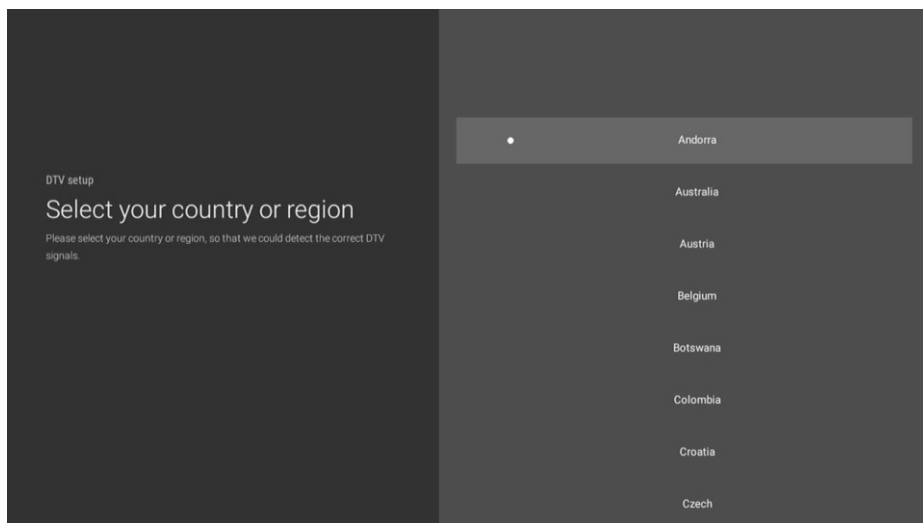 DTV setup
Select your country or region
Please select your country or region, so that we could detect the correct DTV
signals.
Andorra
Australia
Austria
Belgium
Botswana
Colombia
Croatia
Czech